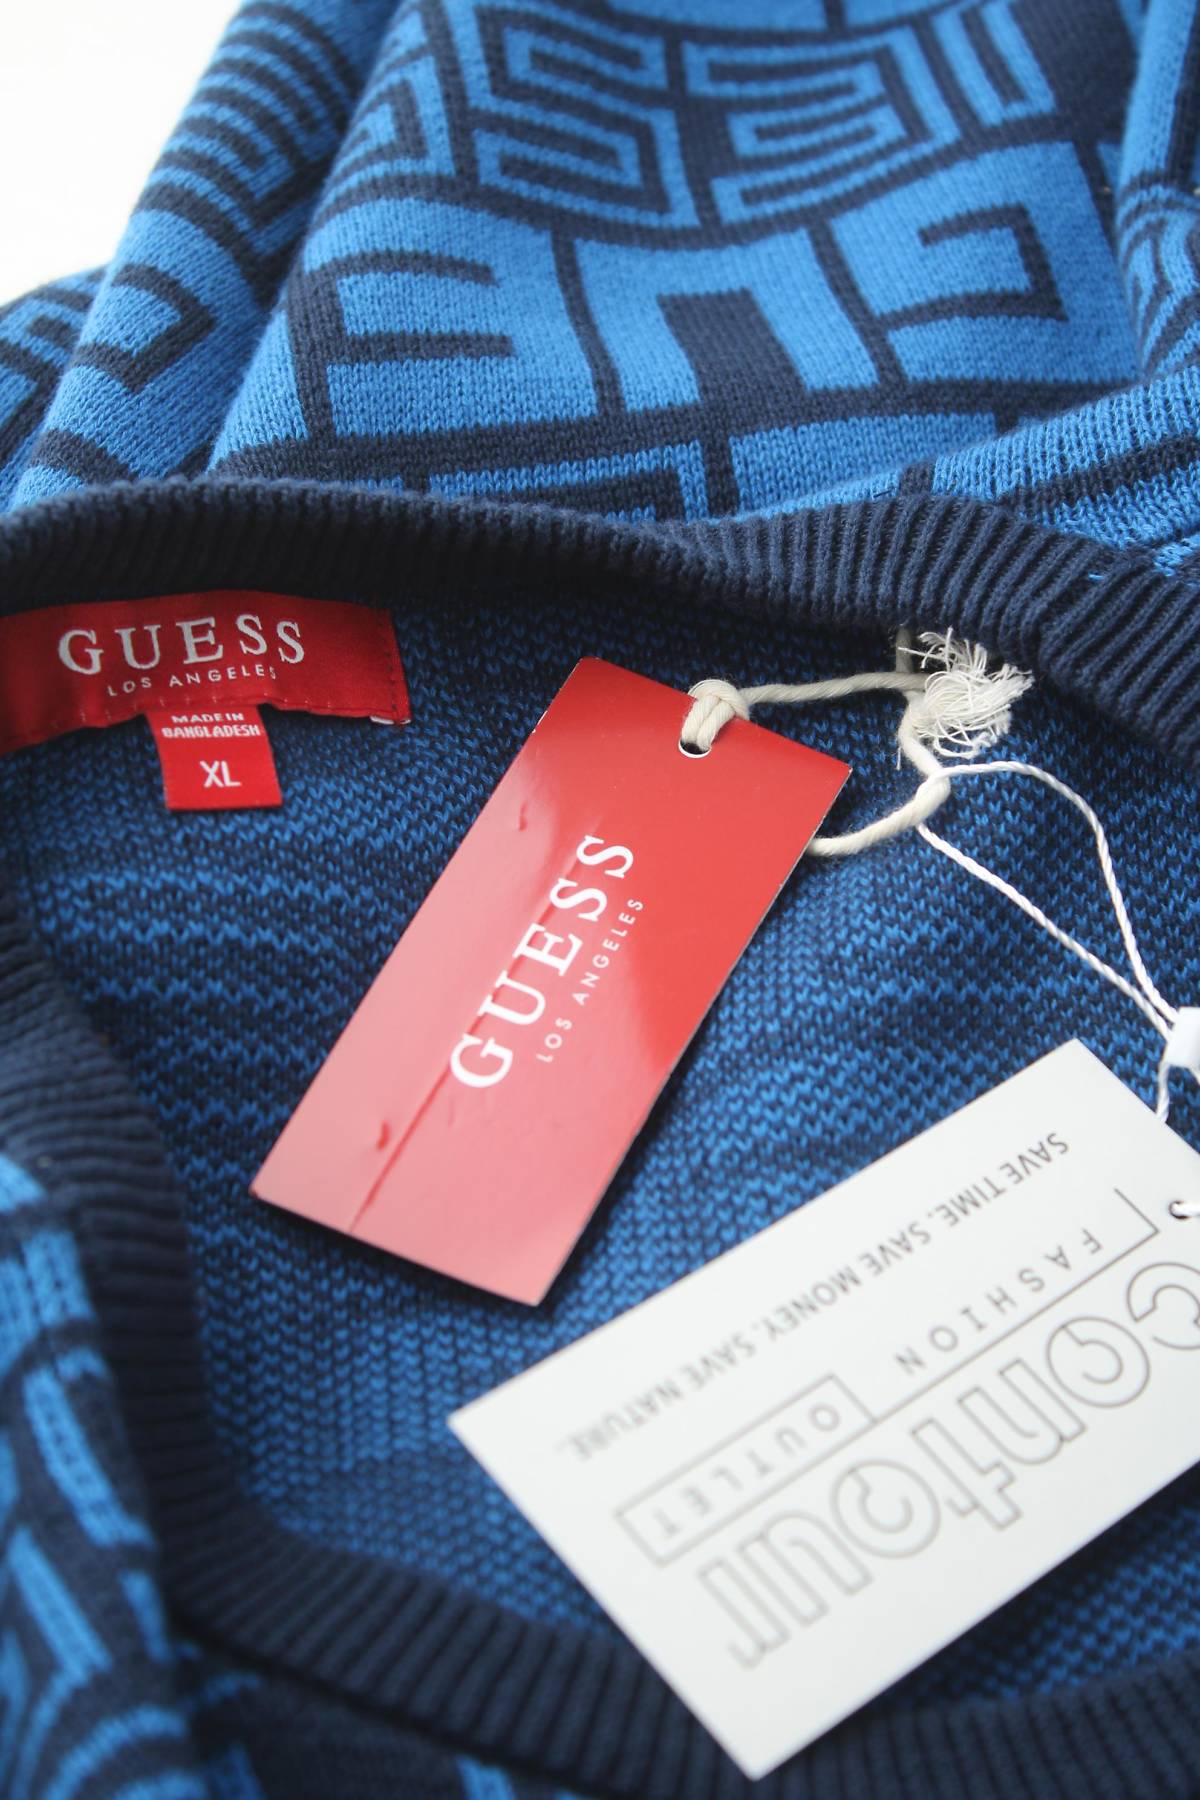 GUESS
LOS ANGELES
MADE IN
BANGLADESH
XL
GUESS
LOS ANGELES
contour
FASHION
OUTLET
SAVE TIME. SAVE MONEY. SAVE NATURE.